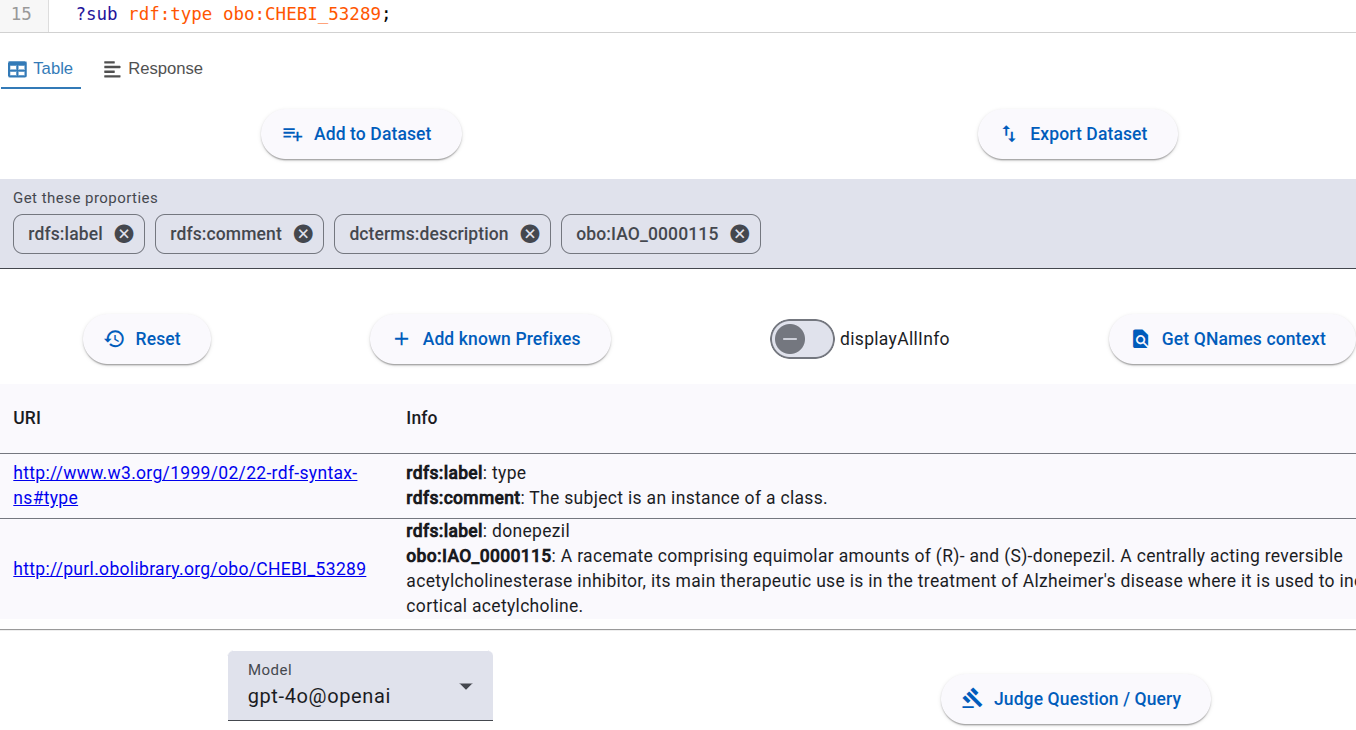 15 ?sub rdf:type obo:CHEBI_53289;
Table Response
Add to Dataset Export Dataset
Get these proporties
rdfs:label rdfs:comment dcterms:description obo:IAO_0000115
Reset Add known Prefixes displayAllInfo Get QNames context
URI Info
http://www.w3.org/1999/02/22-rdf-syntax-
ns#type
rdfs:label: type
rdfs:comment: The subject is an instance of a class.
http://purl.obolibrary.org/obo/CHEBI_53289
rdfs:label: donepezil
obo:IAO_0000115: A racemate comprising equimolar amounts of (R)- and (S)-donepezil. A centrally acting reversible
acetylcholinesterase inhibitor, its main therapeutic use is in the treatment of Alzheimer's disease where it is used to
cortical acetylcholine.
Model
gpt-4o@openai
Judge Question / Query